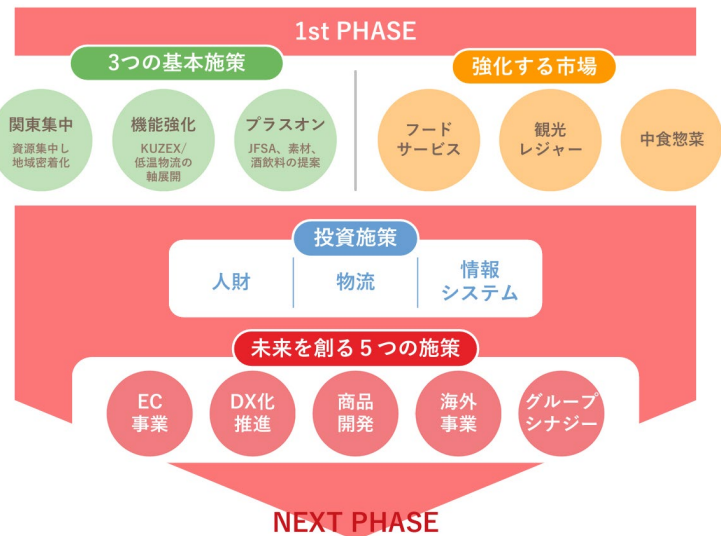 1st PHASE
3つの基本施策
強化する市場
関東集中
資源集中し
地域密着化
機能強化
KUZEX/
低温物流の
軸展開
プラスオン
JFSA、素材、
酒飲料の提案
フード
サービス
観光
レジャー
中食惣菜
投資施策
人財
物流
情報
システム
未来を創る5つの施策
EC
事業
DX化
推進
商品
開発
海外
事業
グループ
シナジー
NEXT PHASE